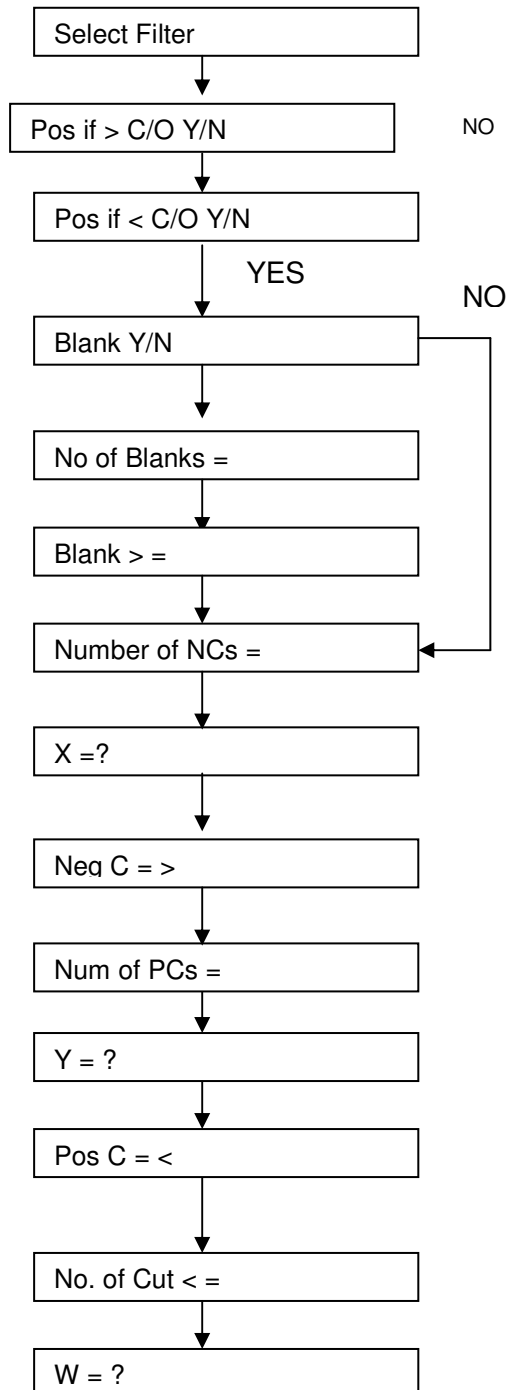 Select Filter
Pos if > C/O Y/N
NO
Pos if < C/O Y/N
YES
NO
Blank Y/N
No of Blanks =
Blank > =
Number of NCs =
X =?
Neg C = >
Num of PCs =
Y = ?
Pos C = <
No. of Cut < =
W = ?